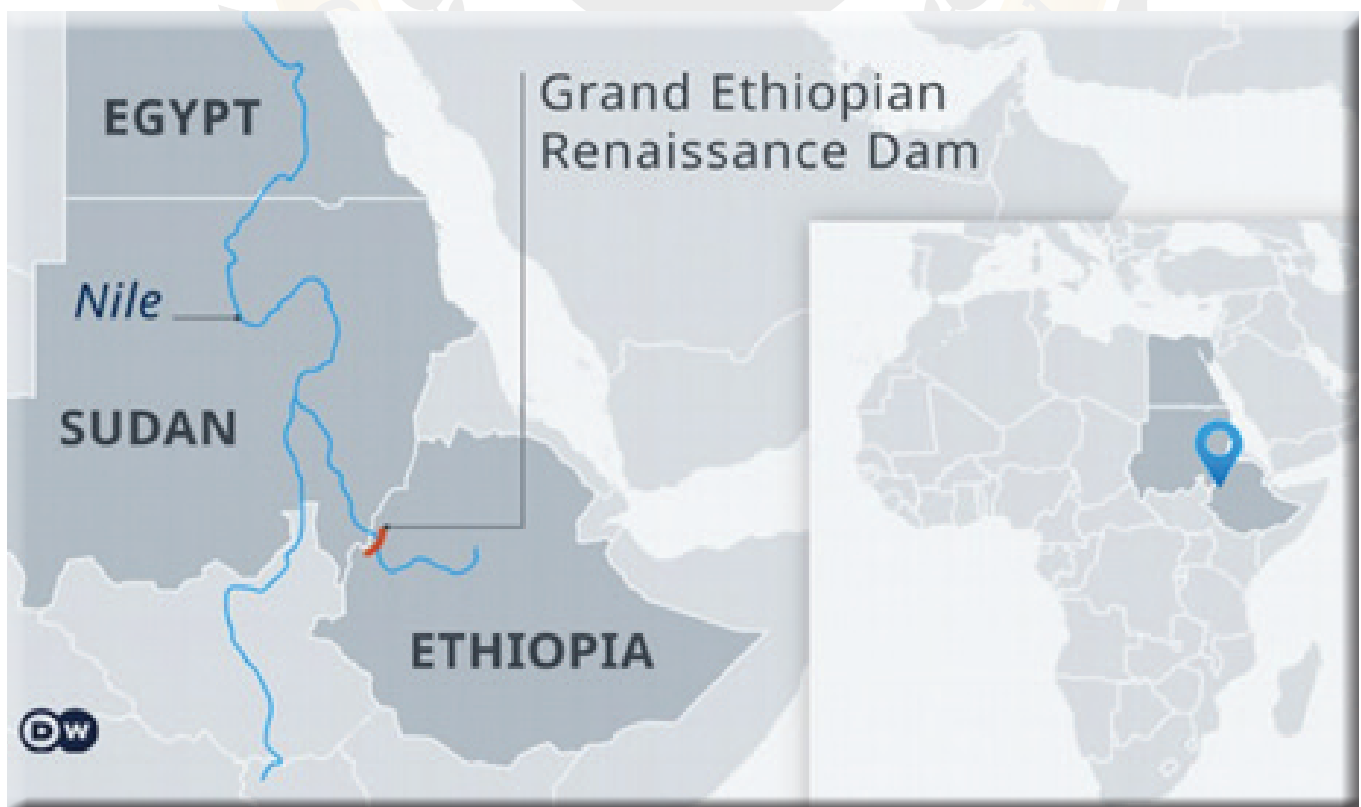 EGYPT
Grand Ethiopian
Renaissance Dam
Nile
SUDAN
ETHIOPIA
DW